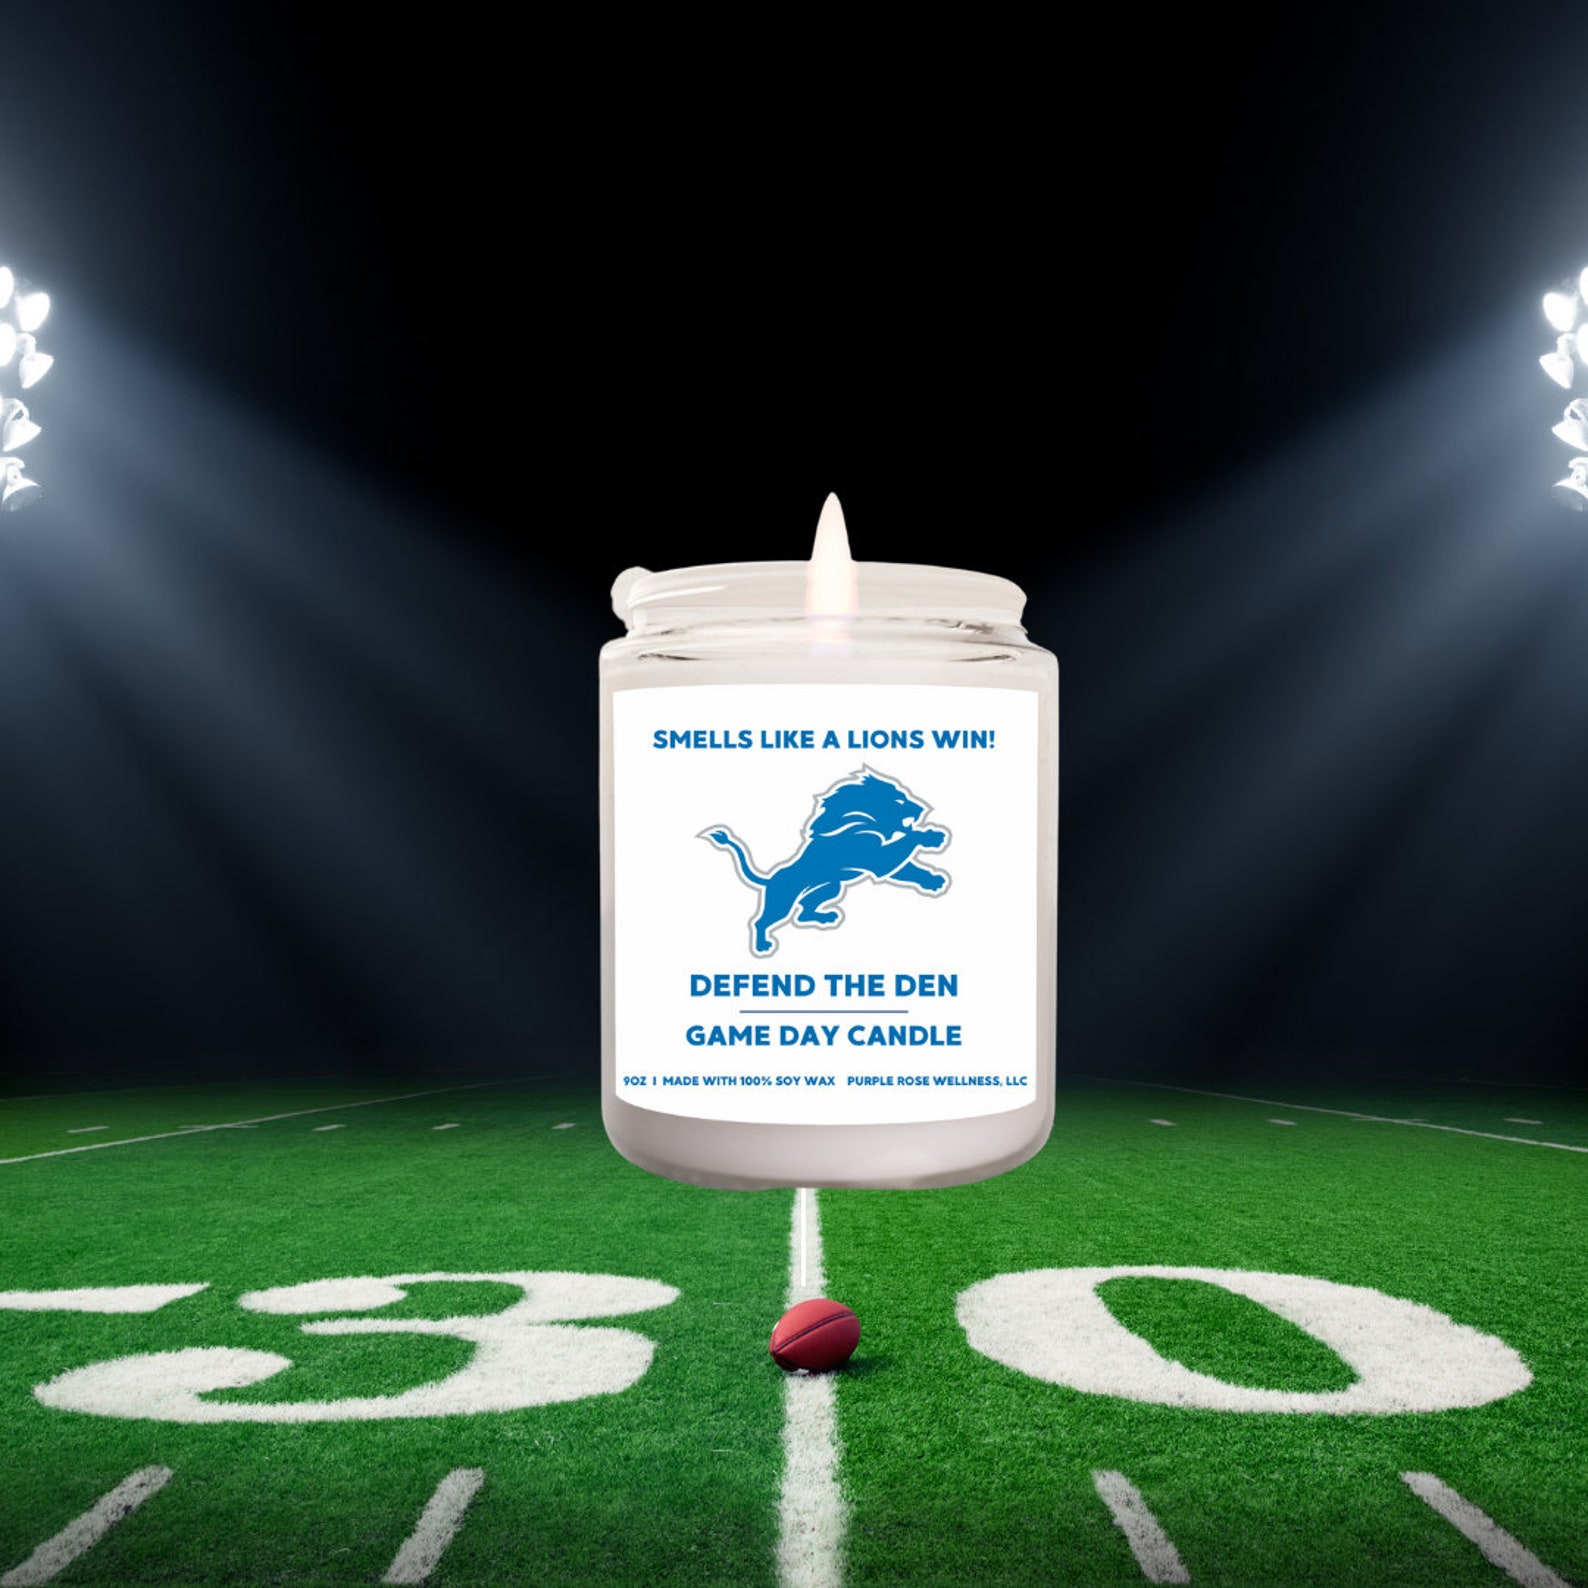 SMELLS LIKE A LIONS WIN!
DEFEND THE DEN
GAME DAY CANDLE
9OZ I MADE WITH 100% SOY WAX PURPLE ROSE WELLNESS, LLC
30